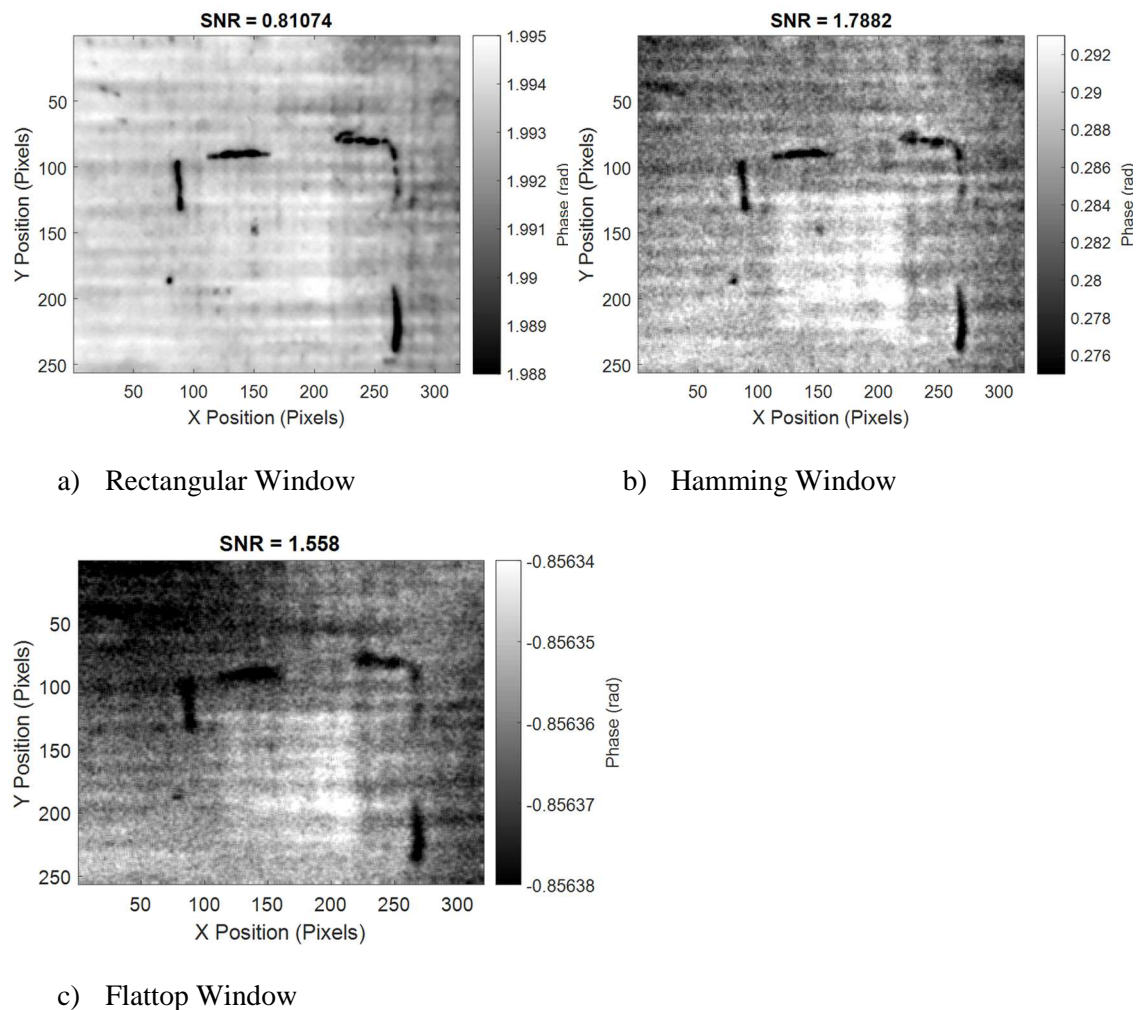 SNR = 0.81074
50
100
150
200
250
Y Position (Pixels)
50 100 150 200 250 300
X Position (Pixels)
1.995
1.994
1.993
1.992
1.991
1.99
1.989
1.988
Phase (rad)
a) Rectangular Window
SNR = 1.7882
50
100
150
200
250
Y Position (Pixels)
50 100 150 200 250 300
X Position (Pixels)
0.292
0.29
0.288
0.286
0.284
0.282
0.28
0.278
0.276
Phase (rad)
b) Hamming Window
SNR = 1.558
50
100
150
200
250
Y Position (Pixels)
50 100 150 200 250 300
X Position (Pixels)
-0.85634
-0.85635
-0.85636
-0.85637
-0.85638
Phase (rad)
c) Flattop Window